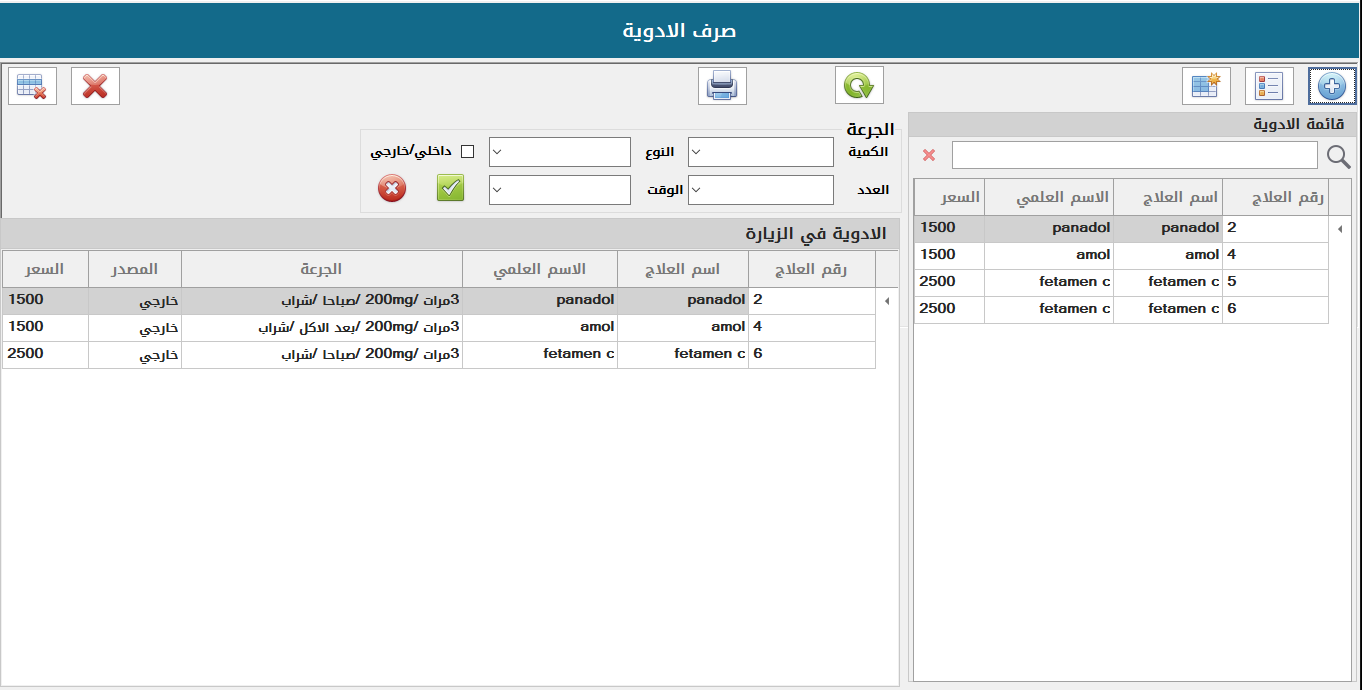 صرف الادوية
قائمة الادوية
رقم العلاج اسم العلاج الاسم العلمي السعر
2 panadol panadol 1500
4 amol amol 1500
5 fetamen c fetamen c 2500
6 fetamen c fetamen c 2500
الجرعة
الكمية النوع داخلي/خارجي
العدد الوقت
الادوية في الزيارة
رقم العلاج اسم العلاج الاسم العلمي الجرعة المصدر السعر
2 panadol panadol 3مرات /200mg /صباحا /شراب خارجي 1500
4 amol amol 3مرات /200mg /بعد الاكل /شراب خارجي 1500
6 fetamen c fetamen c 3مرات /200mg /صباحا /شراب خارجي 2500